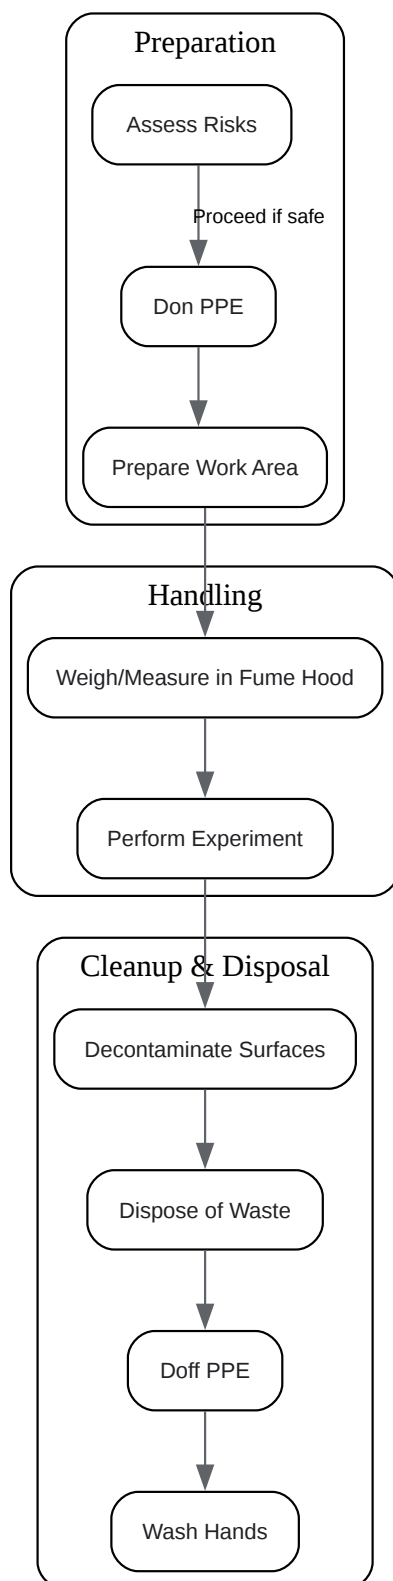 Preparation
Assess Risks
Proceed if safe
Don PPE
Prepare Work Area
Handling
Weigh/Measure in Fume Hood
Perform Experiment
Cleanup & Disposal
Decontaminate Surfaces
Dispose of Waste
Doff PPE
Wash Hands